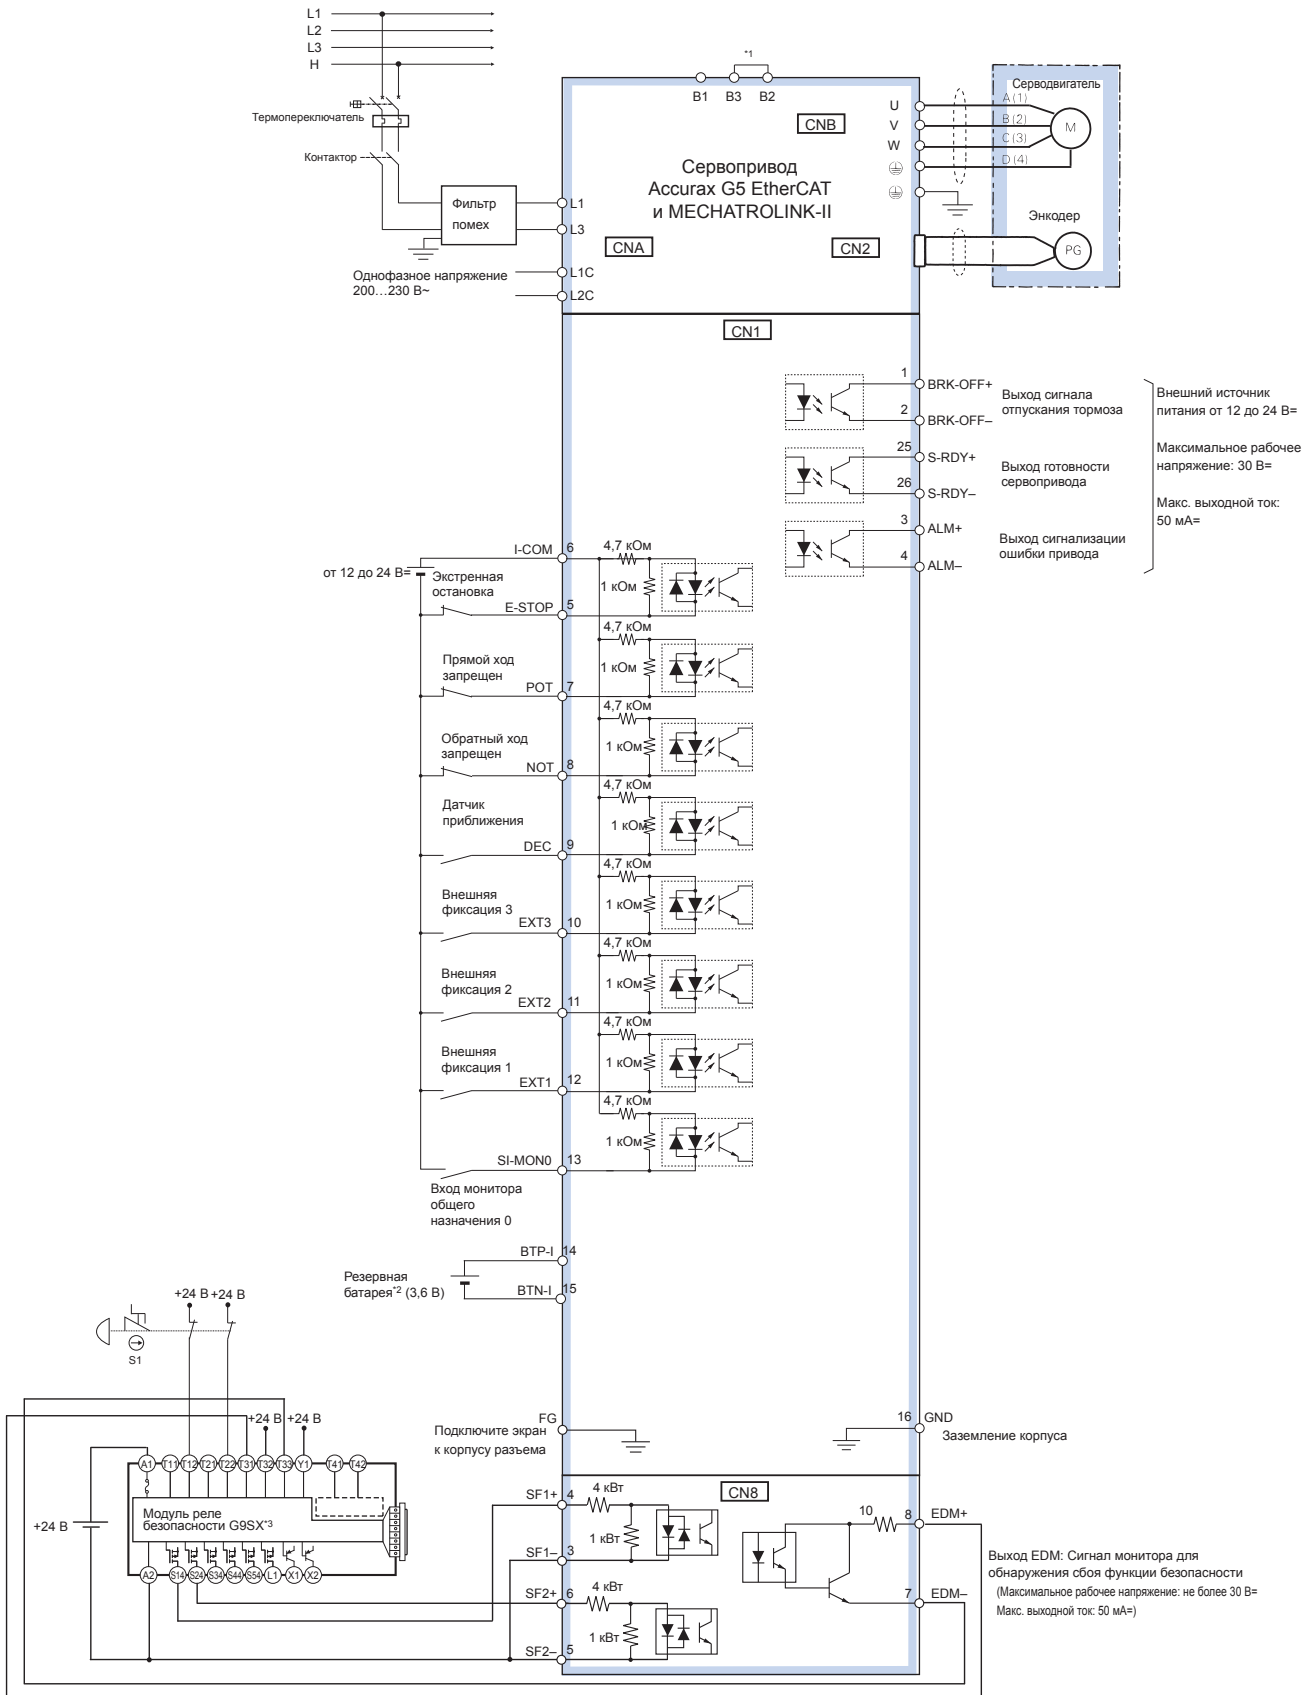 L1
L2
L3
H
Термопереключатель
Контактор
Фильтр
помех
L1
L3
L1C
L2C
Однофазное напряжение
200…230 В~
*1
B1 B3 B2
CNB
Сервопривод
Accurax G5 EtherCAT
и MECHATROLINK-II
CNA
CN2
U
V
W
Серводвигатель
A (1)
B (2)
C (3)
D (4)
M
Энкодер
PG
CN1
1
BRK-OFF+
2
BRK-OFF–
Выход сигнала
отпускания тормоза
25
S-RDY+
26
S-RDY–
Выход готовности
сервопривода
3
ALM+
4
ALM–
Выход сигнализации
ошибки привода
Внешний источник
питания от 12 до 24 В=
Максимальное рабочее
напряжение: 30 В=
Макс. выходной ток:
50 мА=
I-COM 6
4,7 кОм
от 12 до 24 В=
Экстренная
остановка
1 кОм
E-STOP 5
4,7 кОм
Прямой ход
запрещен
1 кОм
POT 7
4,7 кОм
Обратный ход
запрещен
1 кОм
NOT 8
4,7 кОм
Датчик
приближения
1 кОм
DEC 9
4,7 кОм
Внешняя
фиксация 3
1 кОм
EXT3 10
4,7 кОм
Внешняя
фиксация 2
1 кОм
EXT2 11
4,7 кОм
Внешняя
фиксация 1
1 кОм
EXT1 12
4,7 кОм
1 кОм
SI-MON0 13
Вход монитора
общего
назначения 0
BTP-I 14
Резервная
батарея*2 (3,6 В)
BTN-I 15
+24 В +24 В
S1
FG
Подключите экран
к корпусу разъема
16 GND
Заземление корпуса
+24 В +24 В
A1 T11 T12 T21 T22 T31 T32 T33 Y1 T41 T42
Модуль реле
безопасности G9SX*3
+24 В
A2 S14 S24 S34 S44 S54 L1 X1 X2
CN8
SF1+ 4
4 кВт
1 кВт
SF1– 3
SF2+ 6
4 кВт
1 кВт
SF2– 5
10
8 EDM+
7 EDM–
Выход EDM: Сигнал монитора для
обнаружения сбоя функции безопасности
(Максимальное рабочее напряжение: не более 30 В=
Макс. выходной ток: 50 мА=)